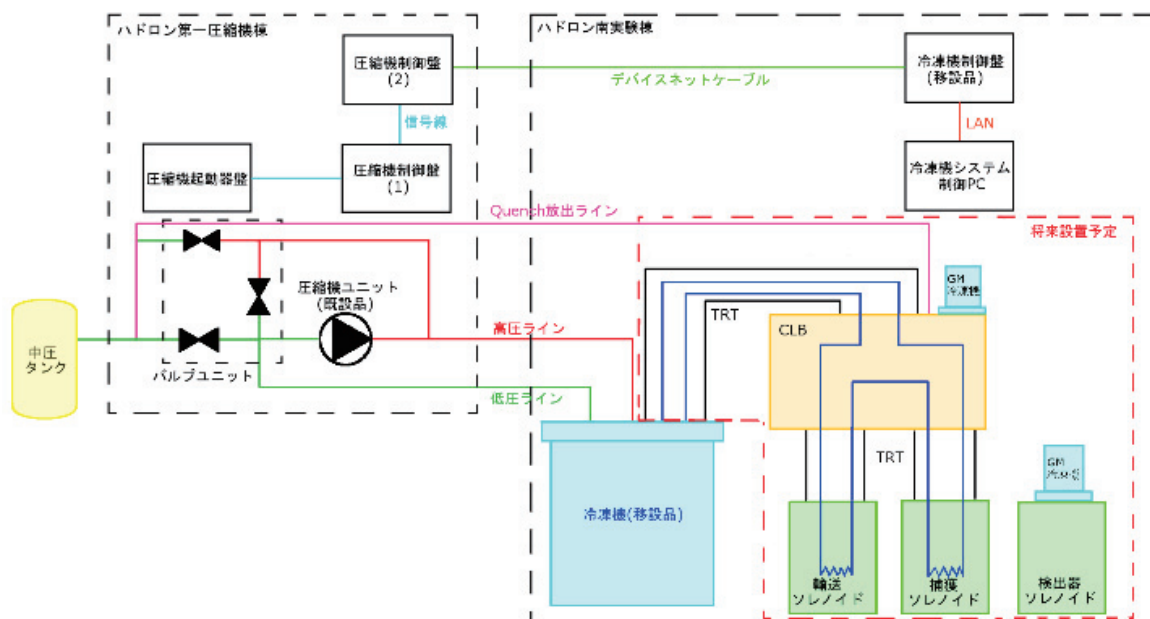 ハドロン第一圧縮機棟
ハドロン南実験棟
圧縮機制御盤
(2)
デバイスネットケーブル
冷凍機制御盤
(移設品)
信号線
LAN
圧縮機起動器盤
圧縮機制御盤
(1)
冷凍機システム
制御PC
Quench放出ライン
将来設置予定
圧縮機ユニット
(既設品)
GM
冷凍機
TRT
CLB
高圧ライン
中圧
タンク
バルブユニット
低圧ライン
TRT
GM
冷凍機
冷凍機(移設品)
輸送
ソレノイド
捕獲
ソレノイド
検出器
ソレノイド